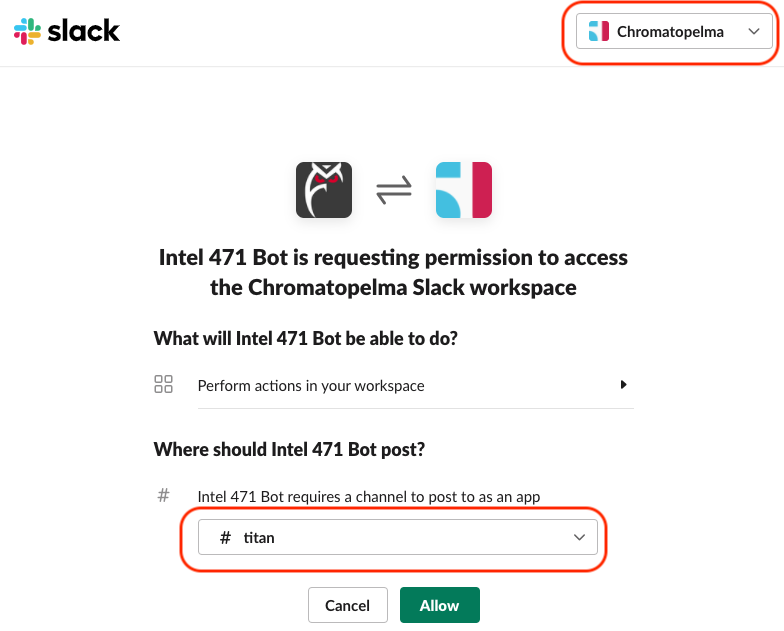 slack
Chromatopelma
Intel 471 Bot is requesting permission to access
the Chromatopelma Slack workspace
What will Intel 471 Bot be able to do?
Perform actions in your workspace
Where should Intel 471 Bot post?
# Intel 471 Bot requires a channel to post to as an app
# titan
Cancel Allow